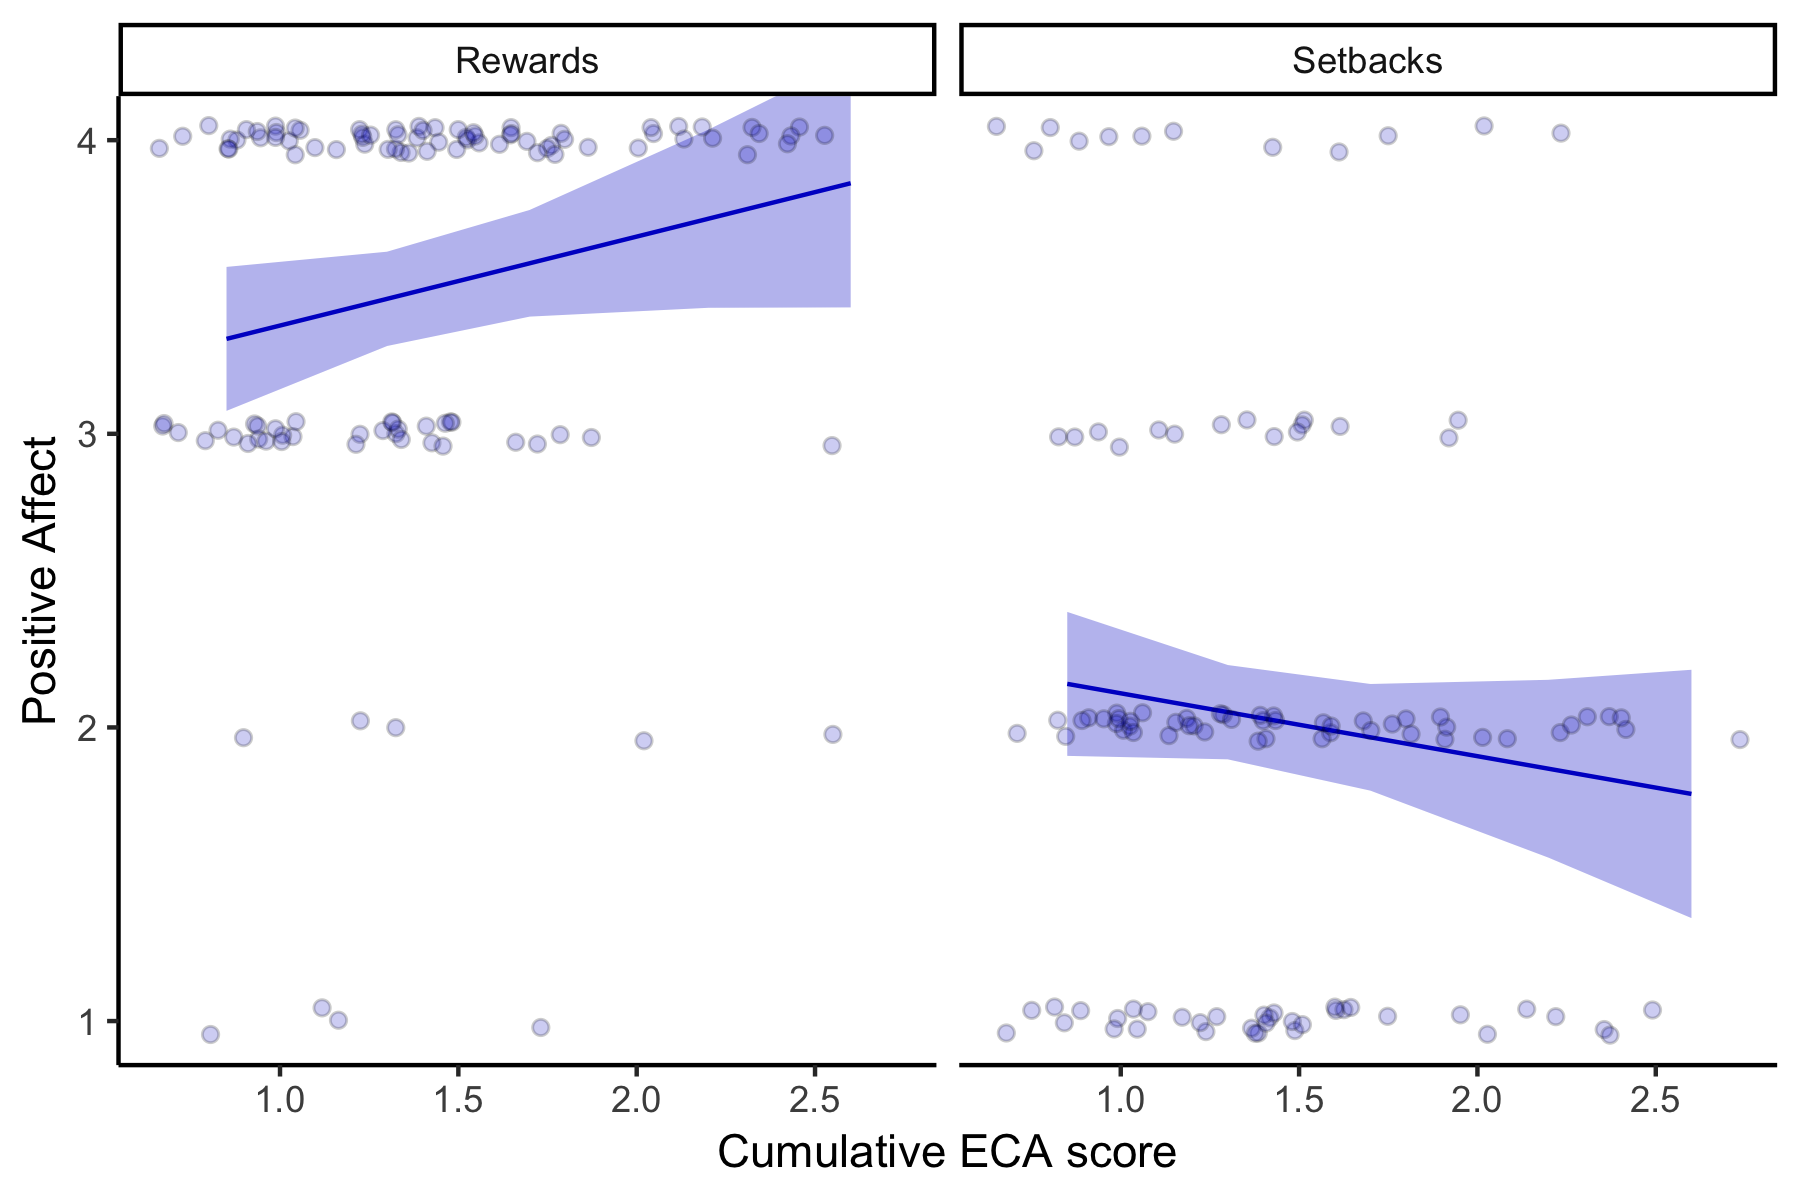 Rewards
Setbacks
Positive Affect
4
3
2
1
1.0 1.5 2.0 2.5
1.0 1.5 2.0 2.5
Cumulative ECA score